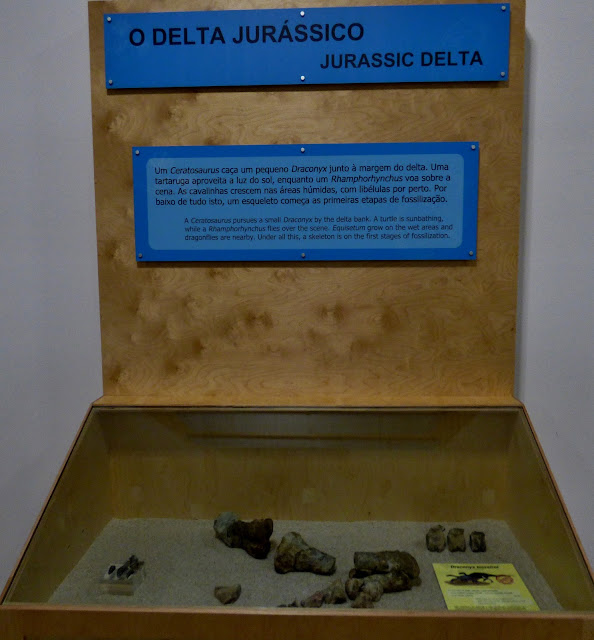 O DELTA JURÁSSICO
JURASSIC DELTA
Um Ceratosaurus caça um pequeno Draconyx junto à margem do delta. Uma
tartaruga aproveita a luz do sol, enquanto um Rhamphorhynchus voa sobre a
cena. As cavalinhas crescem nas áreas húmidas, com libélulas por perto. Por
baixo de tudo isto, um esqueleto começa as primeiras etapas de fossilização.
A Ceratosaurus pursues a small Draconyx by the delta bank. A turtle is sunbathing,
while a Rhamphorhynchus flies over the scene. Equisetum grow on the wet areas and
dragonflies are nearby. Under all this, a skeleton is on the first stages of fossilization.
Draconyx loureiroi